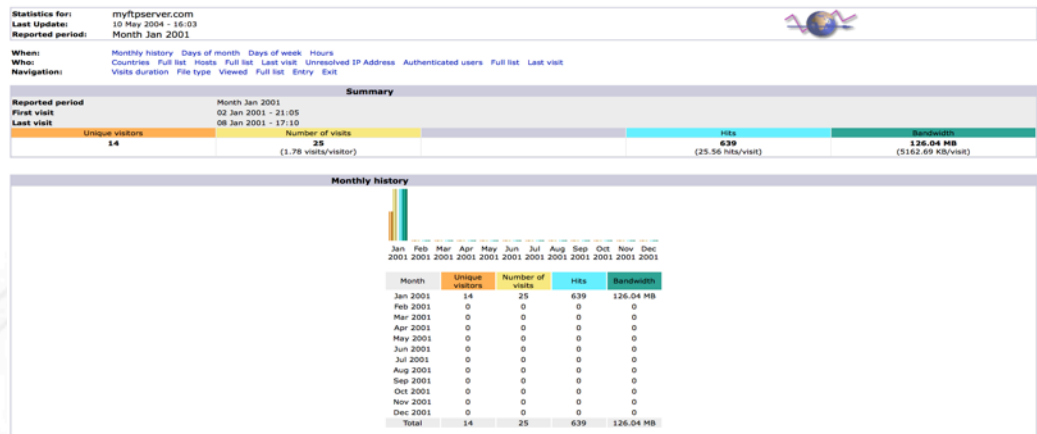 Statistics for: myftpserver.com
Last Update: 10 May 2004 - 16:03
Reported period: Month Jan 2001
When: Monthly history Days of month Days of week Hours
Who: Countries Full list Hosts Full list Last visit Unresolved IP Address Authenticated users Full list Last visit
Navigation: Visits duration File type Viewed Full list Entry Exit
Summary
Reported period Month Jan 2001
First visit 02 Jan 2001 - 21:05
Last visit 08 Jan 2001 - 17:10
Unique visitors Number of visits Hits Bandwidth
14 25 639 126.04 MB
(1.78 visits/visitor) (25.56 hits/visit) (5162.69 KB/visit)
Monthly history
Jan Feb Mar Apr May Jun Jul Aug Sep Oct Nov Dec
2001 2001 2001 2001 2001 2001 2001 2001 2001 2001 2001 2001
Month Unique visitors Number of visits Hits Bandwidth
Jan 2001 14 25 639 126.04 MB
Feb 2001 0 0 0 0
Mar 2001 0 0 0 0
Apr 2001 0 0 0 0
May 2001 0 0 0 0
Jun 2001 0 0 0 0
Jul 2001 0 0 0 0
Aug 2001 0 0 0 0
Sep 2001 0 0 0 0
Oct 2001 0 0 0 0
Nov 2001 0 0 0 0
Dec 2001 0 0 0 0
Total 14 25 639 126.04 MB